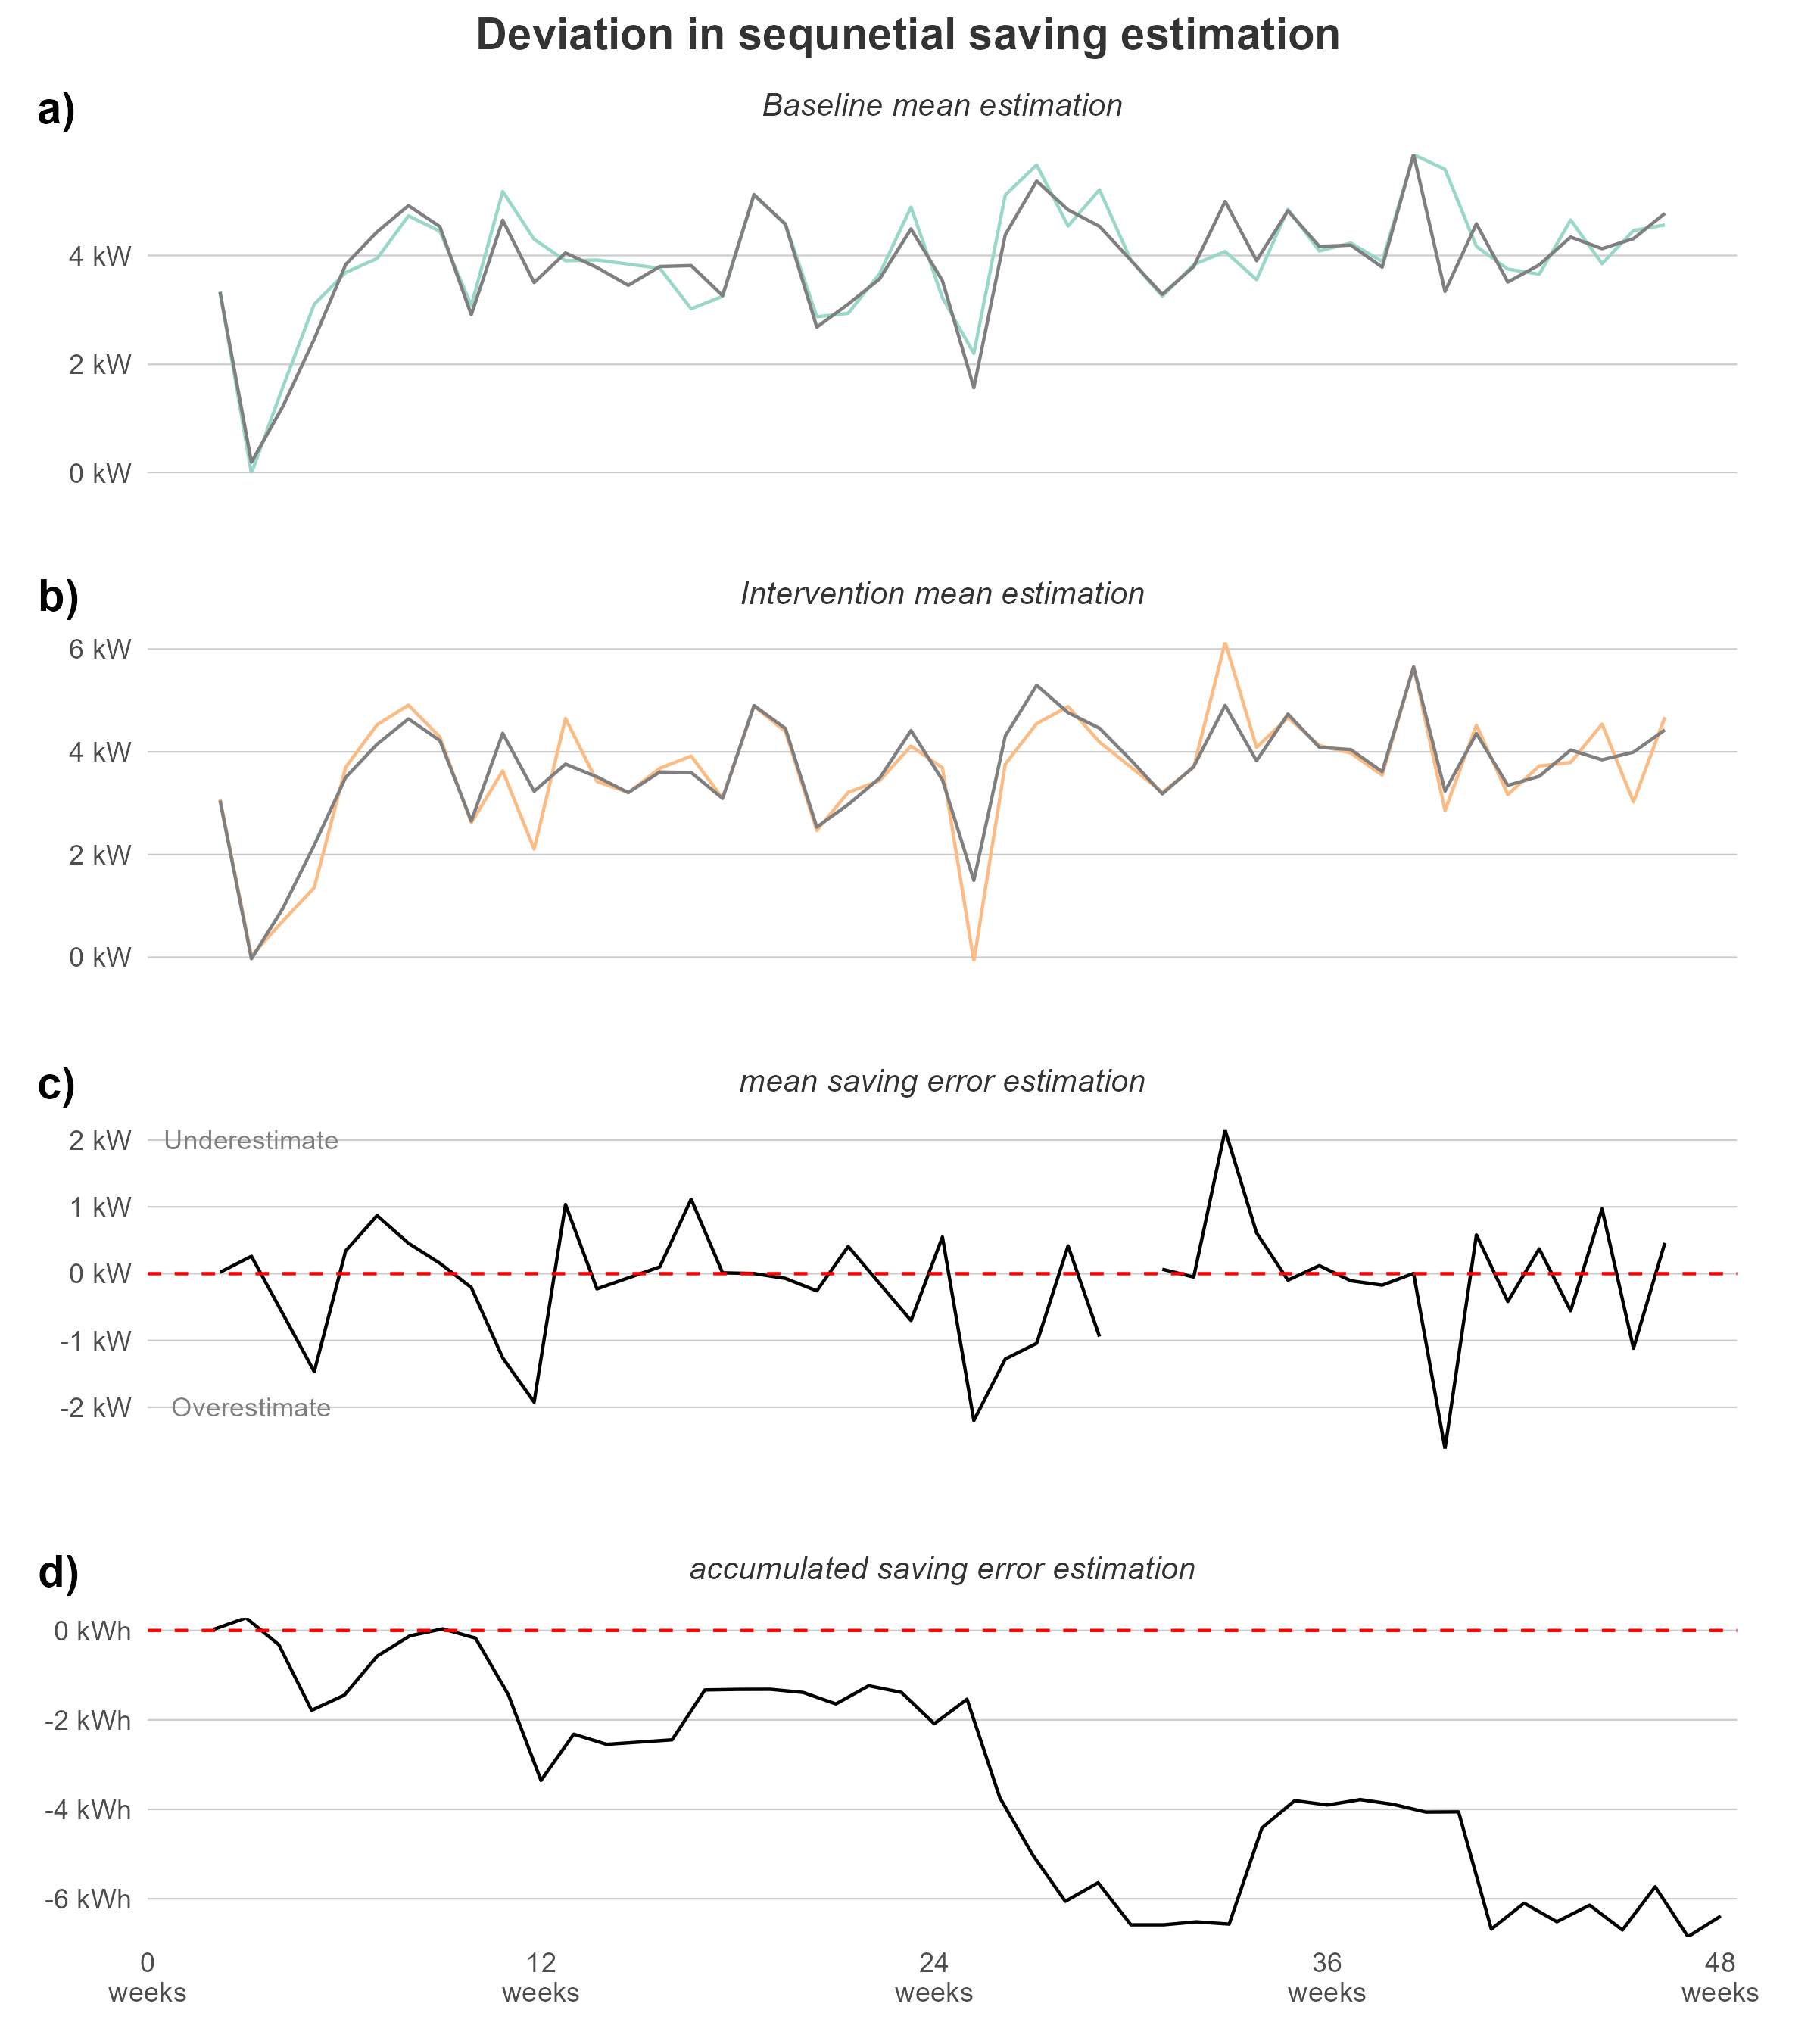 Deviation in sequnetial saving estimation
a)
Baseline mean estimation
4 kW
2 kW
0 kW
b)
Intervention mean estimation
6 kW
4 kW
2 kW
0 kW
c)
mean saving error estimation
2 kW
Underestimate
1 kW
0 kW
-1 kW
-2 kW
Overestimate
d)
accumulated saving error estimation
0 kWh
-2 kWh
-4 kWh
-6 kWh
0 12 24 36 48
weeks weeks weeks weeks weeks